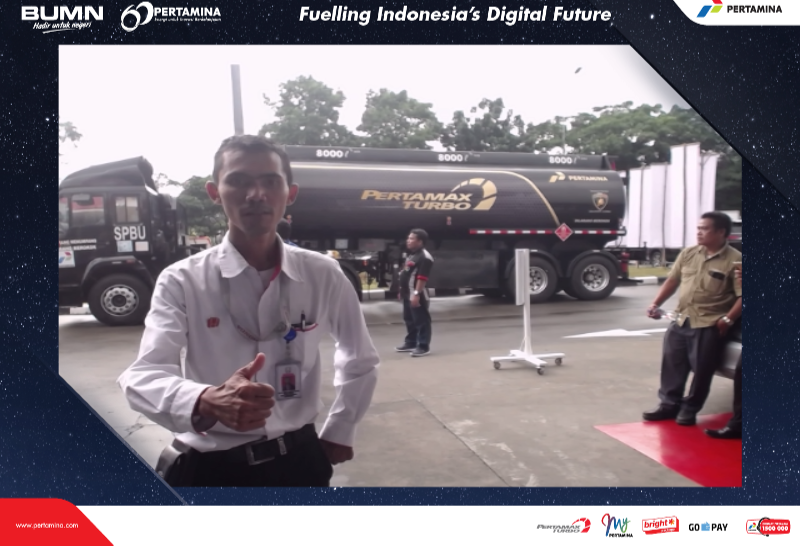 BUMN
Hadir untuk negeri
60 PERTAMINA
Fuelling Indonesia's Digital Future
PERTAMINA
8000 8000 8000
PERTAMINA
PERTAMAX
TURBO
SPBU
www.pertamina.com
PERTAMAX
TURBO
My
PERTAMINA
bright
GO PAY
1500 000